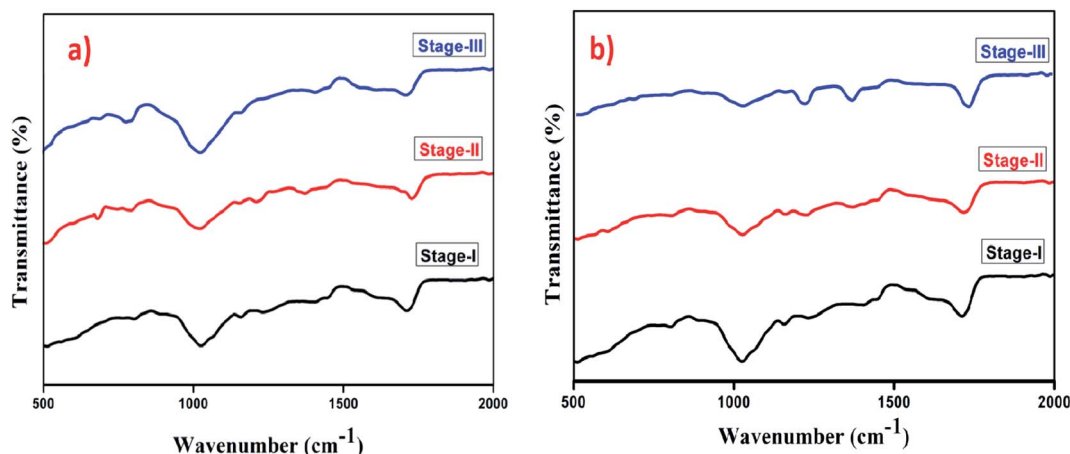 a)
Stage-III
Stage-II
Stage-I
Transmittance (%)
500 1000 1500 2000
Wavenumber (cm⁻¹)
b)
Stage-III
Stage-II
Stage-I
Transmittance (%)
500 1000 1500 2000
Wavenumber (cm⁻¹)